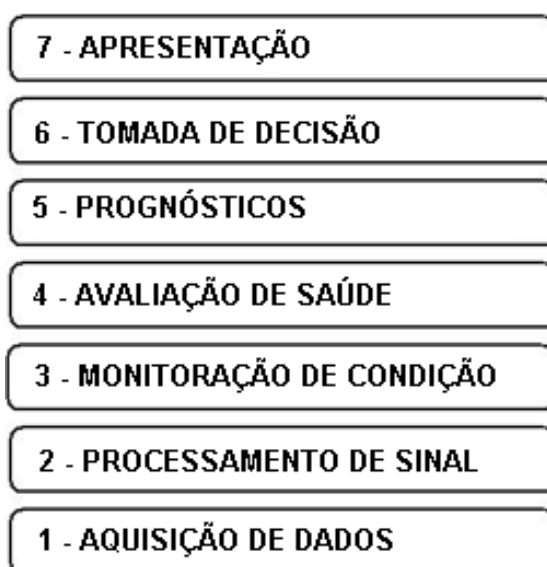 7 - APRESENTAÇÃO
6 - TOMADA DE DECISÃO
5 - PROGNÓSTICOS
4 - AVALIAÇÃO DE SAÚDE
3 - MONITORAÇÃO DE CONDIÇÃO
2 - PROCESSAMENTO DE SINAL
1 - AQUISIÇÃO DE DADOS